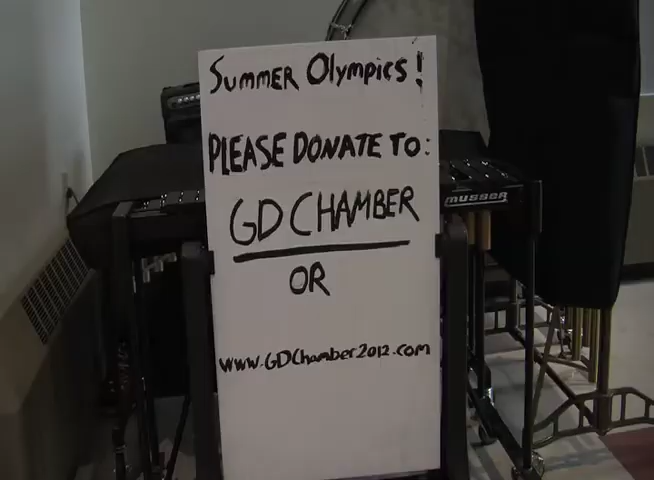 Summer Olympics!
PLEASE DONATE TO:
GD CHAMBER
OR
www.GDChamber2012.com
musser